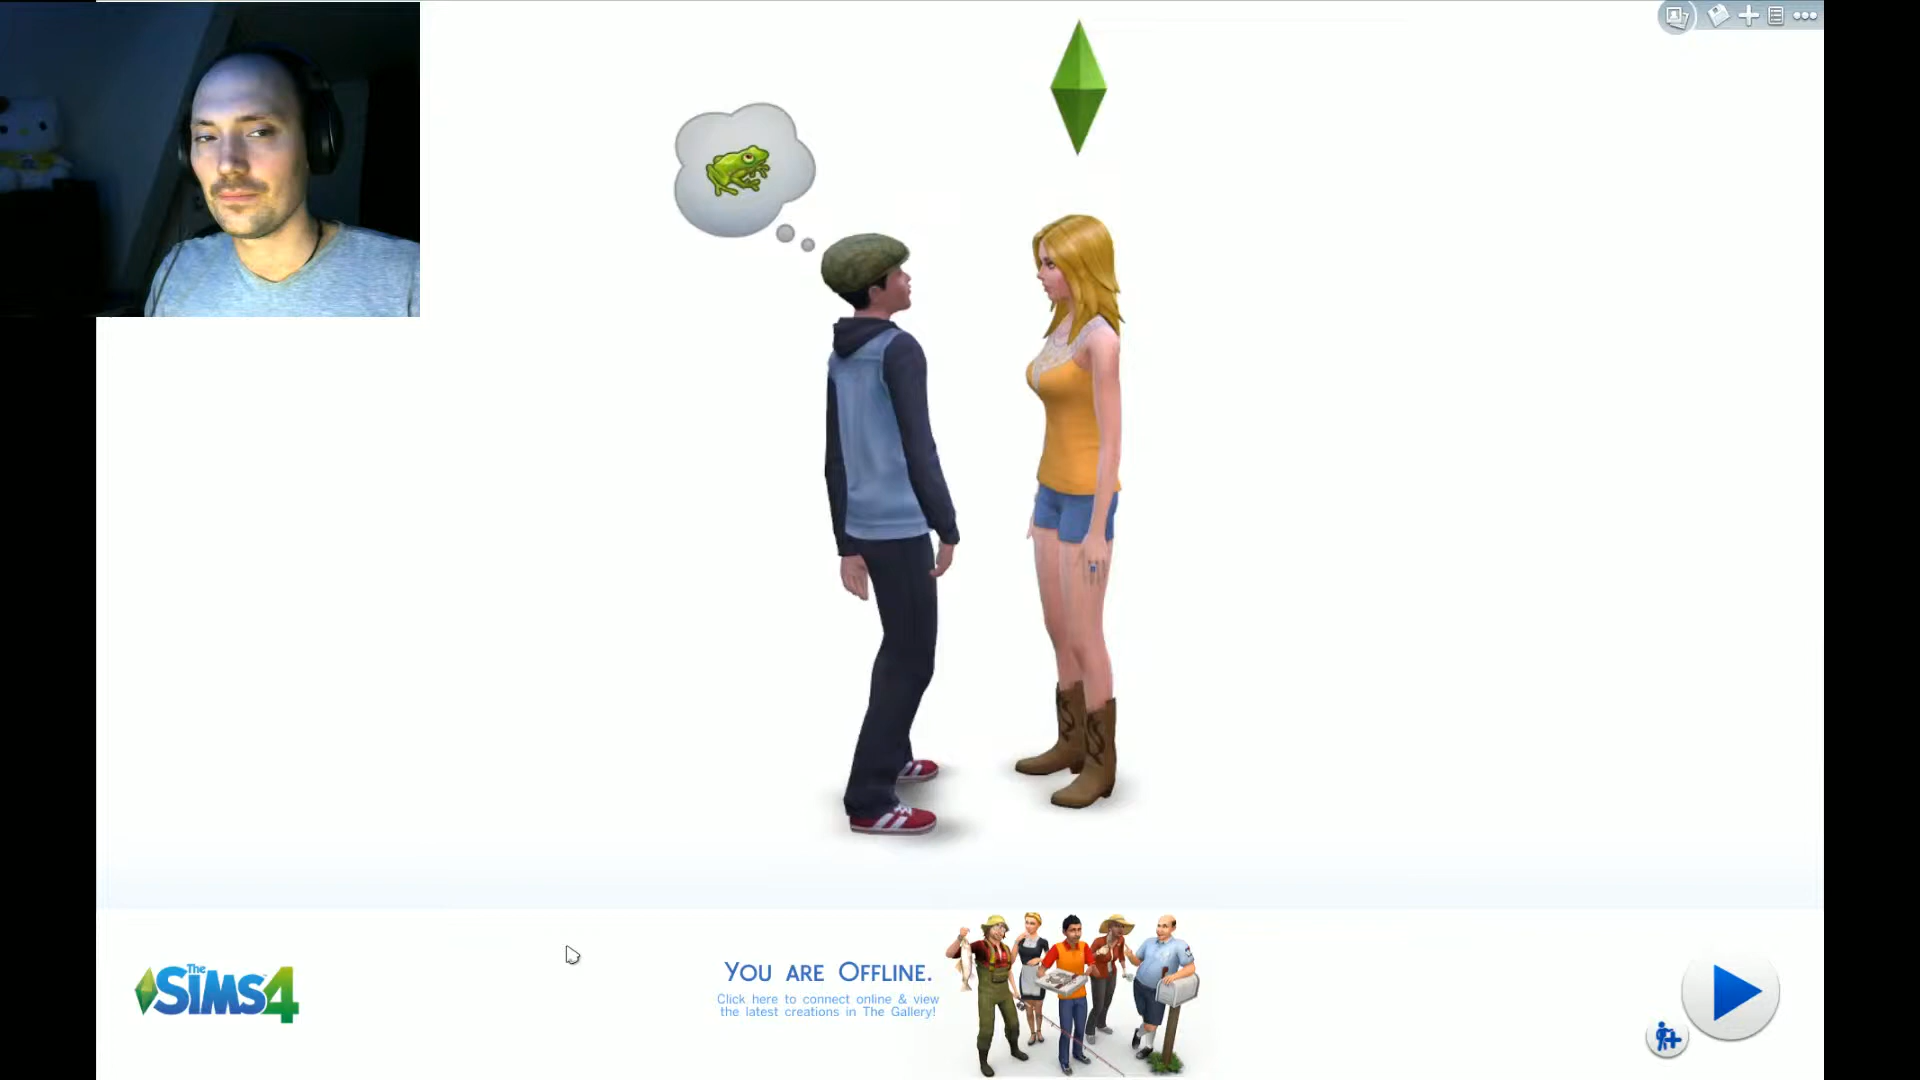 The
SIMS4
YOU ARE OFFLINE.
Click here to connect online & view
the latest creations in The Gallery!